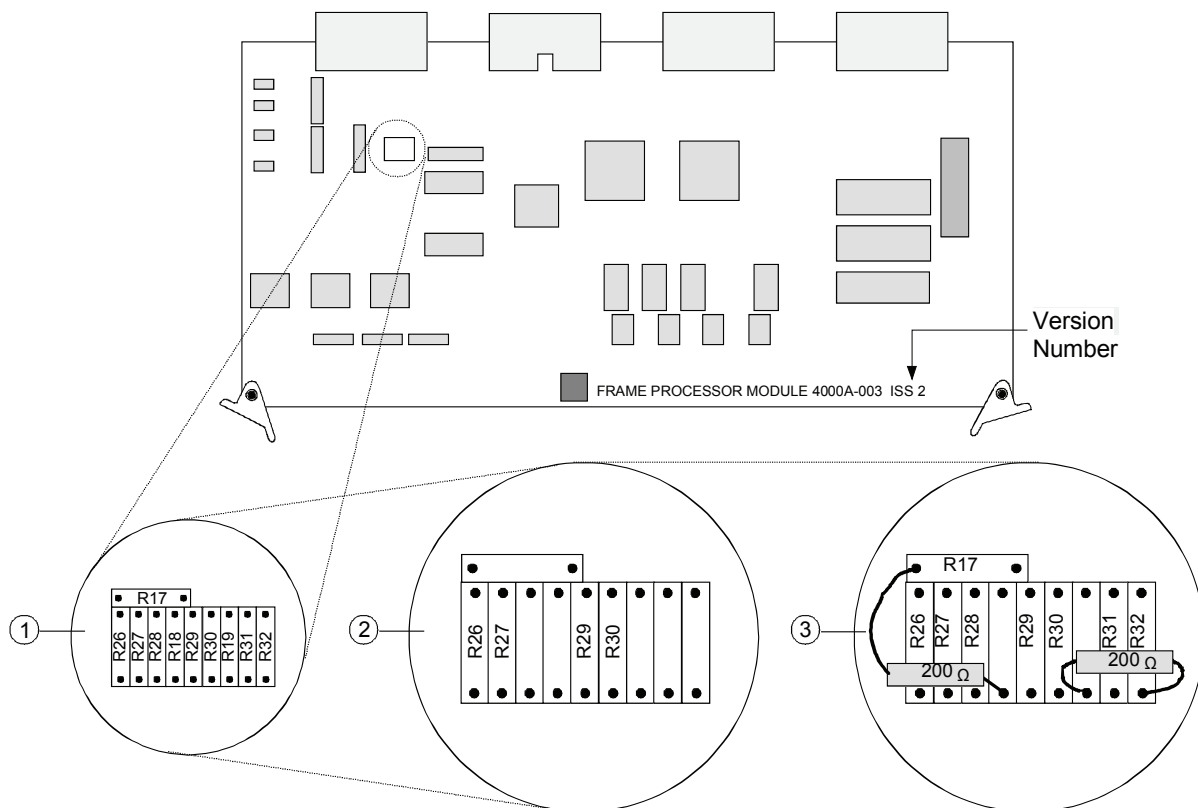 Version
Number
FRAME PROCESSOR MODULE 4000A-003 ISS 2
1
R17
R26
R27
R28
R18
R29
R30
R19
R31
R32
2
R26
R27
R29
R30
3
R17
R26
R27
R28
R29
R30
R31
R32
200 Ω
200 Ω